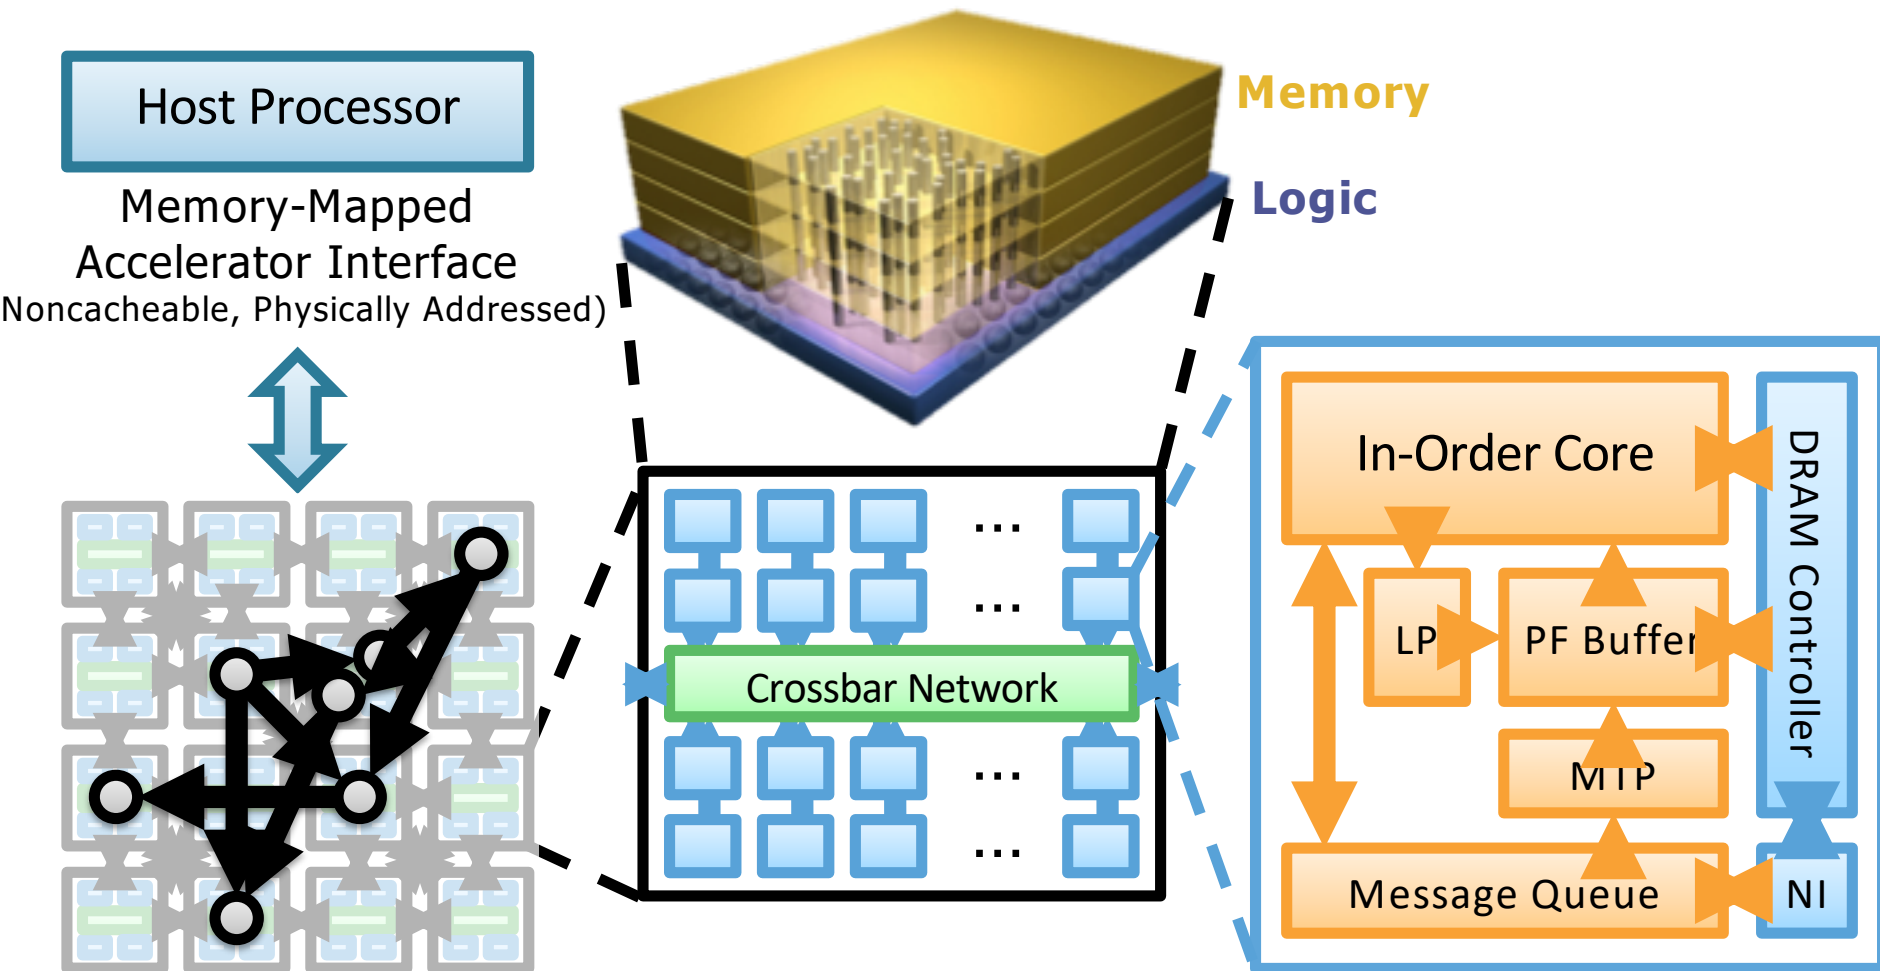 Host Processor
Memory-Mapped
Accelerator Interface
Noncacheable, Physically Addressed)
Memory
Logic
...
...
Crossbar Network
...
...
In-Order Core
DRAM Controller
LP
PF Buffer
MTP
Message Queue
NI